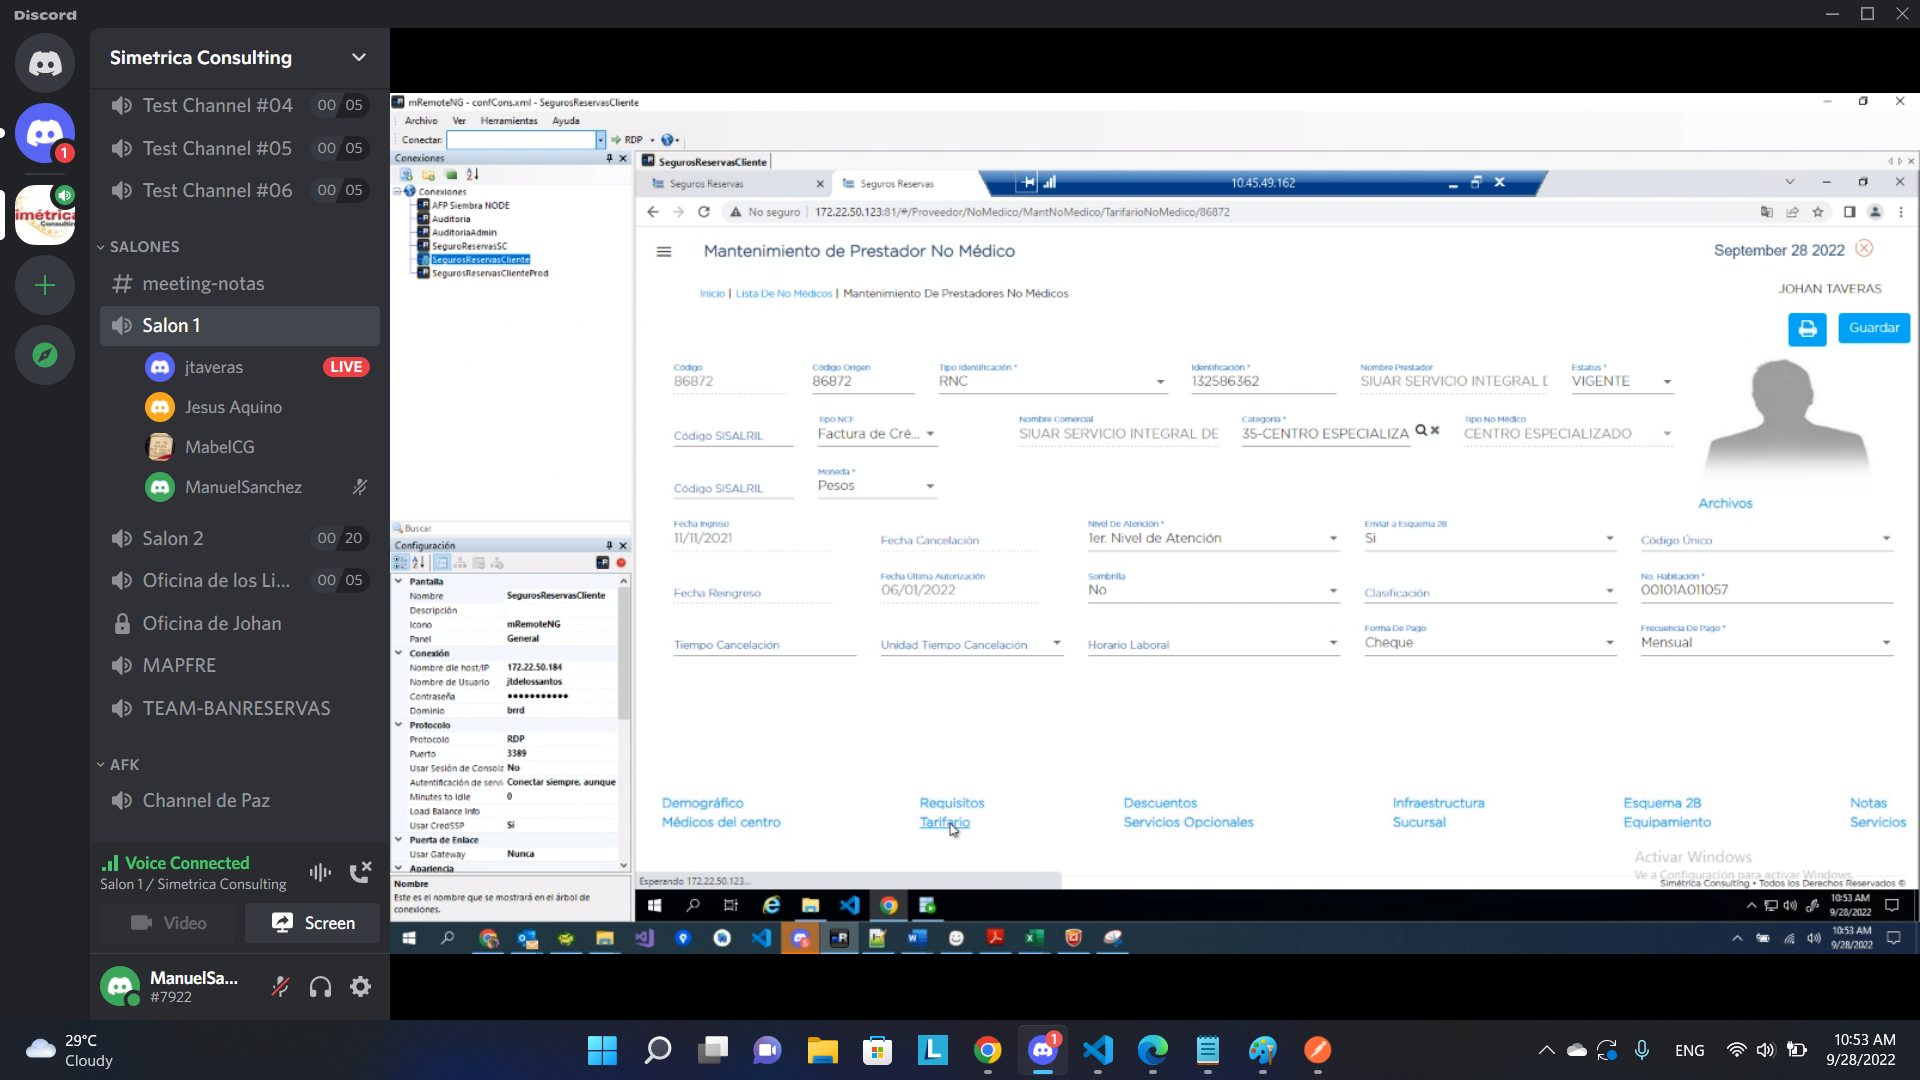 Discord
Simetrica Consulting
Test Channel #04 00 05
Test Channel #05 00 05
Test Channel #06 00 05
SALONES
meeting-notas
Salon 1
jtaveras LIVE
Jesus Aquino
MabelCG
ManuelSanchez
Salon 2 00 20
Oficina de los Li... 00 05
Oficina de Johan
MAPFRE
TEAM-BANRESERVAS
AFK
Channel de Paz
Voice Connected
Salon 1 / Simetrica Consulting
Video Screen
ManuelSa...
#7922
1
imétrica
Consultin
mRemoteNG - confCons.xml - SegurosReservasCliente
Archivo Ver Herramientas Ayuda
Conectar: RDP
Conexiones
Conexiones
AFP Siembra NODE
Auditoria
AuditoriaAdmin
SeguroReservasSC
SegurosReservasCliente
SegurosReservasClienteProd
Buscar
Configuración
Pantalla
Nombre SegurosReservasCliente
Descripción
Icono mRemoteNG
Panel General
Conexión
Nombre de host/IP 172.22.50.184
Nombre de Usuario jtdelossantos
Contraseña ●●●●●●●●●●●
Dominio brrd
Protocolo
Protocolo RDP
Puerto 3389
Usar Sesión de Consola No
Autentificación de servi Conectar siempre, aunque
Minutes to Idle 0
Load Balance Info
Usar CredSSP Sí
Puerta de Enlace
Usar Gateway Nunca
Apariencia
Nombre
Este es el nombre que se mostrará en el árbol de
conexiones.
SegurosReservasCliente
Seguros Reservas Seguros Reservas 10.45.49.162
No seguro 172.22.50.123:81/#/Proveedor/NoMedico/MantNoMedico/TarifarioNoMedico/86872
Mantenimiento de Prestador No Médico September 28 2022
Inicio | Lista De No Médicos | Mantenimiento De Prestadores No Médicos JOHAN TAVERAS
Guardar
Código Código Origen Tipo Identificación * Identificación * Nombre Prestador Estatus *
86872 86872 RNC 132586362 SIUAR SERVICIO INTEGRAL D VIGENTE
Tipo NCF Nombre Comercial Categoría * Tipo No Médico
Código SISALRIL Factura de Cré... SIUAR SERVICIO INTEGRAL DE 35-CENTRO ESPECIALIZA CENTRO ESPECIALIZADO
Moneda *
Código SISALRIL Pesos
Archivos
Fecha Ingreso Nivel De Atención * Enviar a Esquema 28
11/11/2021 Fecha Cancelación 1er. Nivel de Atención Si Código Único
Fecha Última Autorización Sombrilla No. Habitación *
Fecha Reingreso 06/01/2022 No Clasificación 00101A011057
Forma De Pago Frecuencia De Pago *
Tiempo Cancelación Unidad Tiempo Cancelación Horario Laboral Cheque Mensual
Demográfico Requisitos Descuentos Infraestructura Esquema 28 Notas
Médicos del centro Tarifario Servicios Opcionales Sucursal Equipamiento Servicios
Activar Windows
Ve a Configuración para activar Windows.
Simétrica Consulting • Todos los Derechos Reservados ©
Esperando 172.22.50.123...
10:53 AM
9/28/2022
10:53 AM
9/28/2022
29°C
Cloudy
1
ENG
10:53 AM
9/28/2022